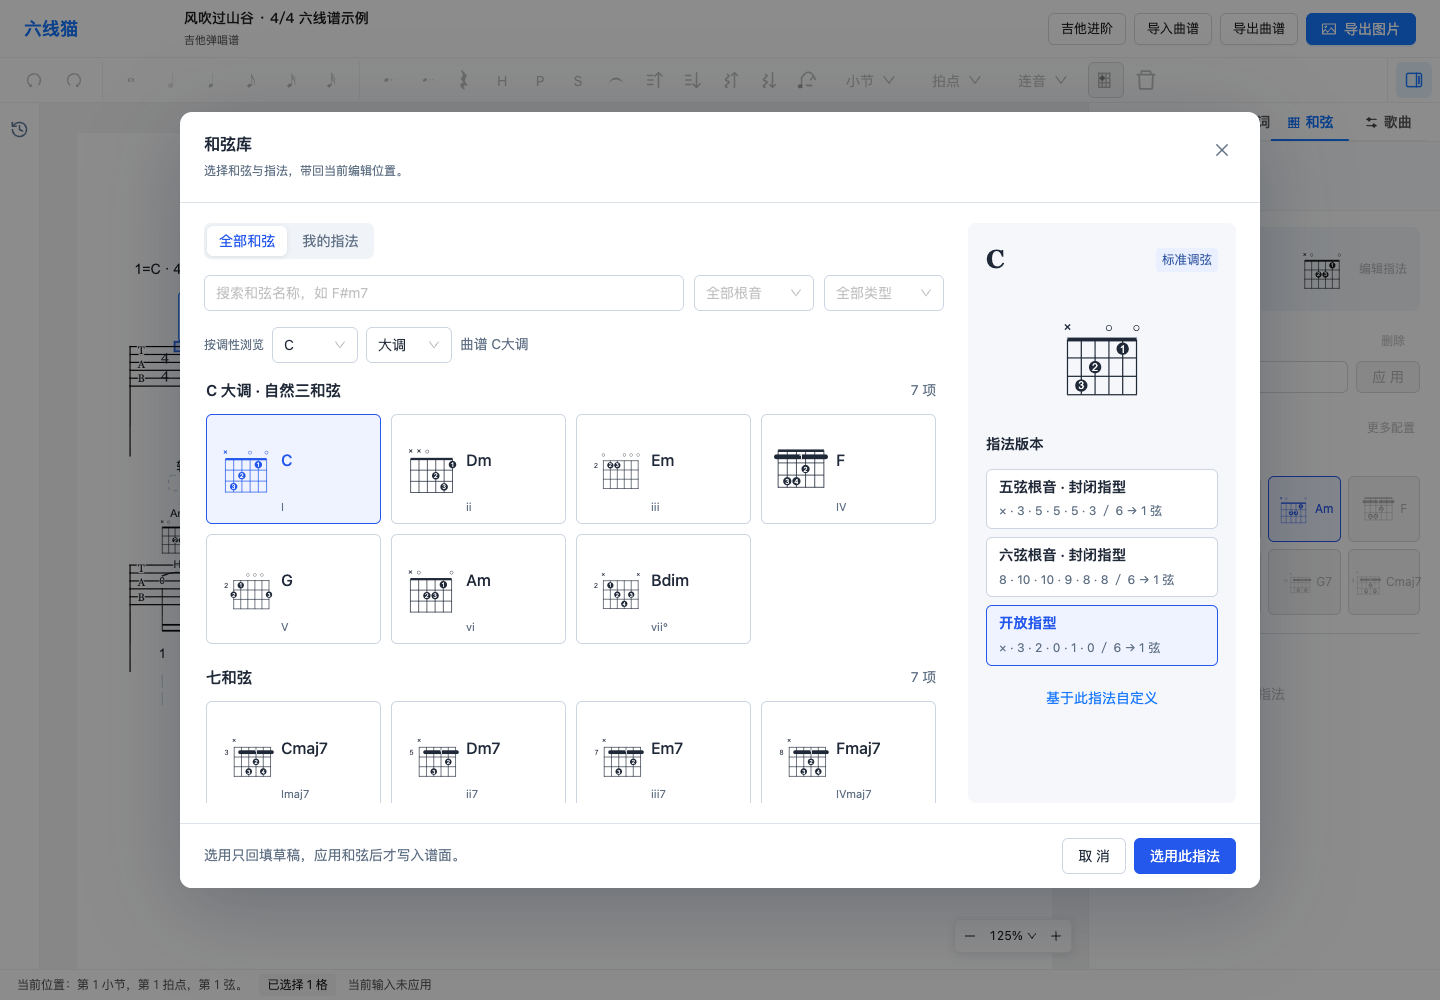 六线猫
风吹过山谷 · 4/4 六线谱示例
吉他弹唱谱
吉他进阶
导入曲谱
导出曲谱
导出图片
H P S
小节
拍点
连音
词
和弦
歌曲
和弦库
选择和弦与指法，带回当前编辑位置。
全部和弦
我的指法
搜索和弦名称，如 F#m7
全部根音
全部类型
按调性浏览
C
大调
曲谱 C大调
C 大调 · 自然三和弦
7 项
C
I
Dm
ii
Em
iii
F
IV
G
V
Am
vi
Bdim
vii°
七和弦
7 项
Cmaj7
Imaj7
Dm7
ii7
Em7
iii7
Fmaj7
IVmaj7
C
标准调弦
指法版本
五弦根音 · 封闭指型
× · 3 · 5 · 5 · 5 · 3 / 6 → 1 弦
六弦根音 · 封闭指型
8 · 10 · 10 · 9 · 8 · 8 / 6 → 1 弦
开放指型
× · 3 · 2 · 0 · 1 · 0 / 6 → 1 弦
基于此指法自定义
选用只回填草稿，应用和弦后才写入谱面。
取 消
选用此指法
1=C · 4
T
A
B
4
4
T
A
B
0
1
编辑指法
删除
应 用
更多配置
Am
F
G7
Cmaj7
指法
125%
当前位置：第 1 小节，第 1 拍点，第 1 弦。
已选择 1 格
当前输入未应用